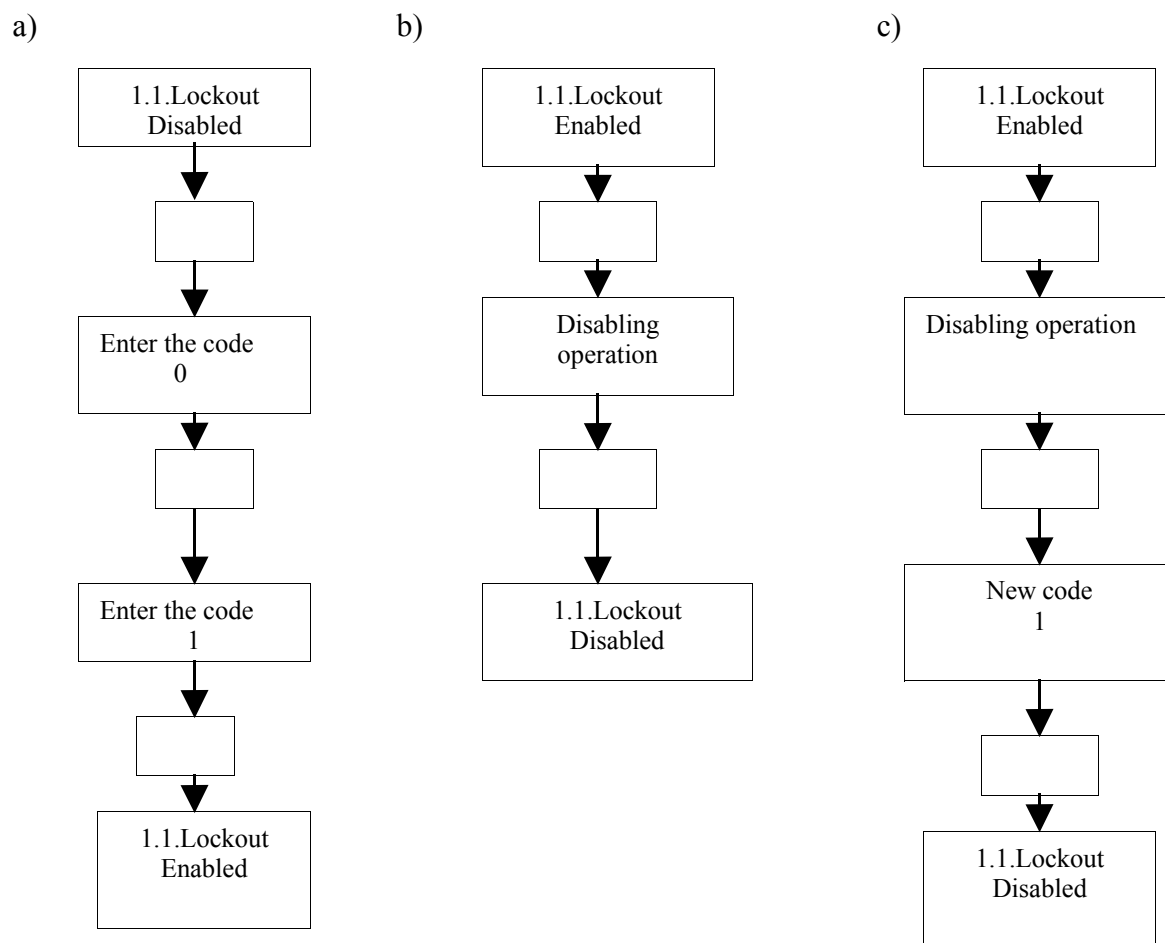 a)
1.1.Lockout
Disabled
Enter the code
0
Enter the code
1
1.1.Lockout
Enabled
b)
1.1.Lockout
Enabled
Disabling
operation
1.1.Lockout
Disabled
c)
1.1.Lockout
Enabled
Disabling operation
New code
1
1.1.Lockout
Disabled